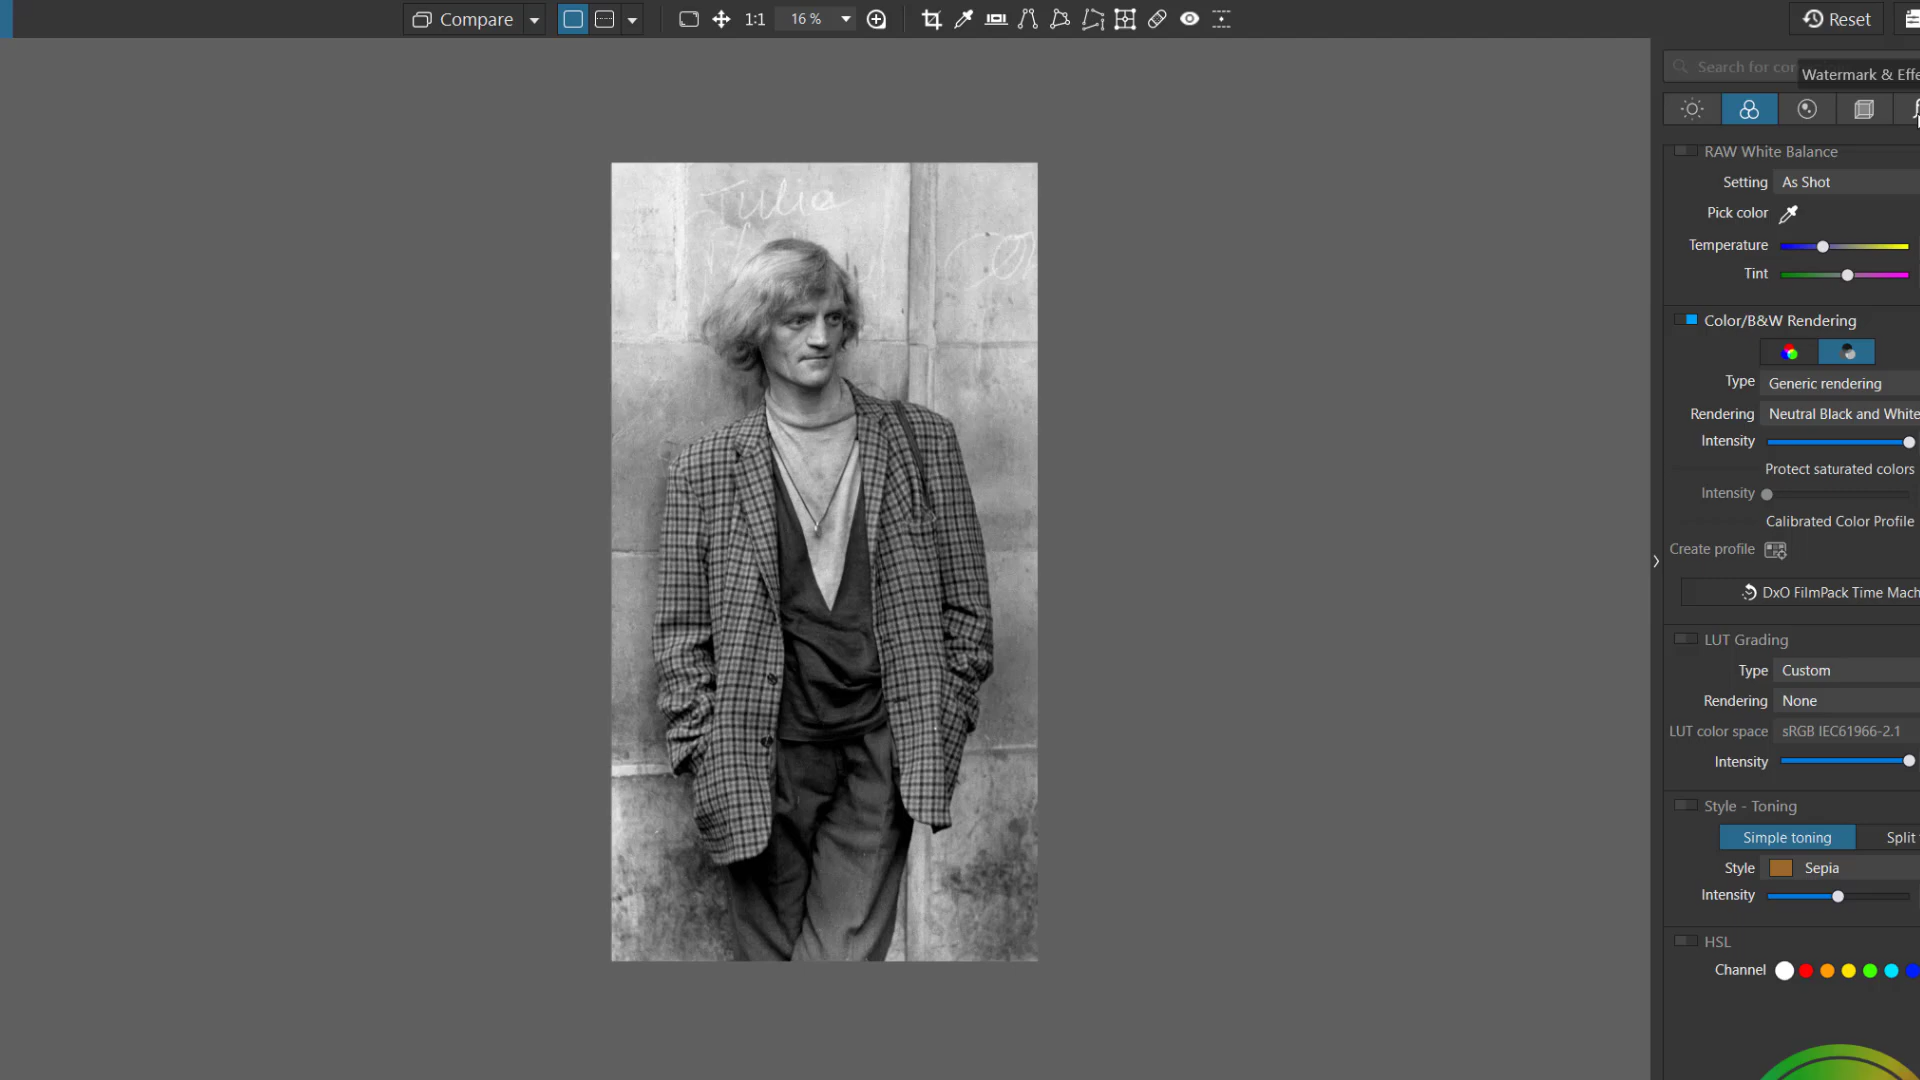 Compare
1:1
16 %
Reset
Search for cor
Watermark & Effe
RAW White Balance
Setting As Shot
Pick color
Temperature
Tint
Color/B&W Rendering
Type Generic rendering
Rendering Neutral Black and White
Intensity
Protect saturated colors
Intensity
Calibrated Color Profile
Create profile
DxO FilmPack Time Mach
LUT Grading
Type Custom
Rendering None
LUT color space sRGB IEC61966-2.1
Intensity
Style - Toning
Simple toning Split
Style Sepia
Intensity
HSL
Channel
Julia